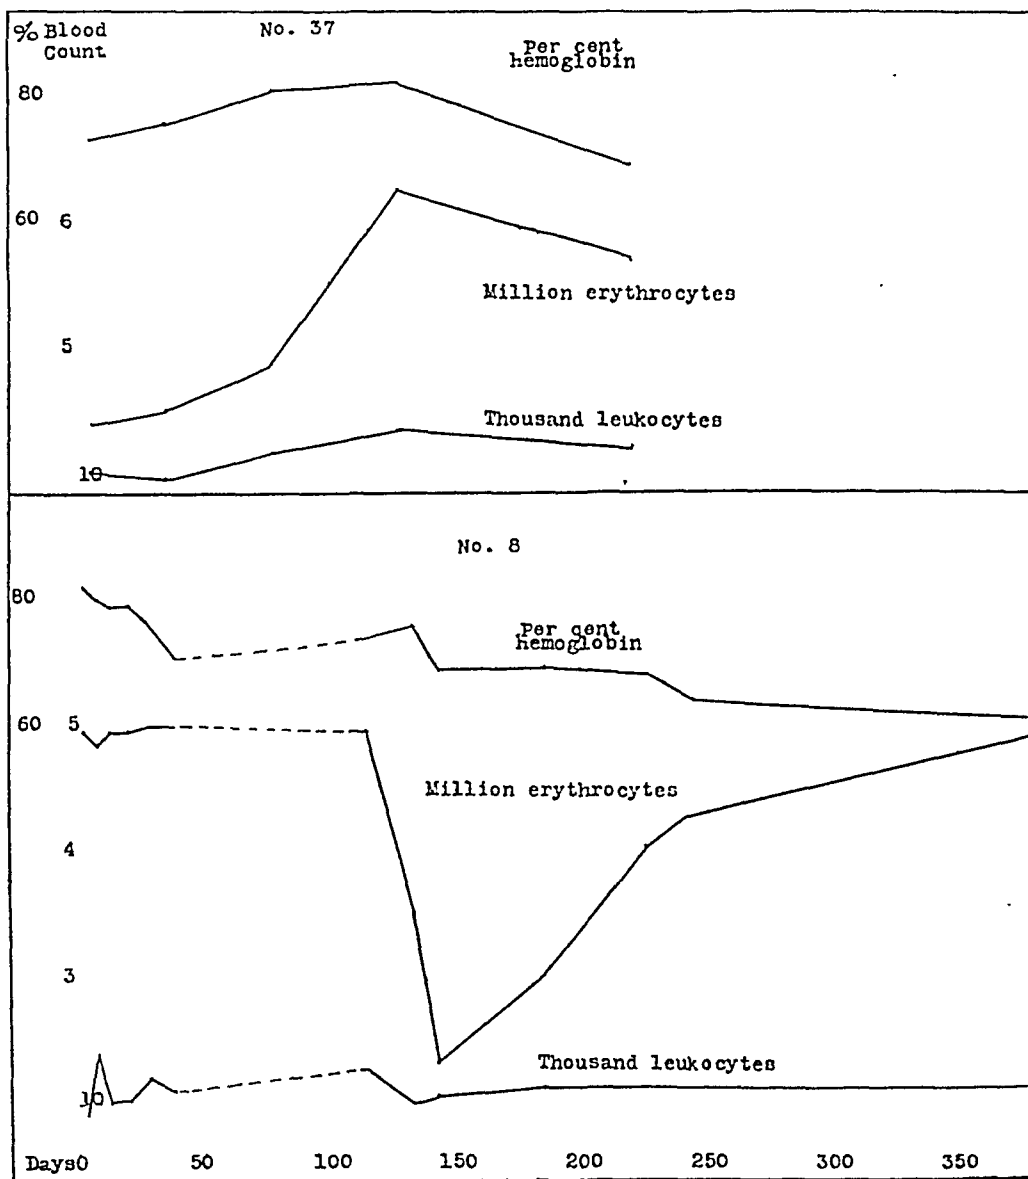 % Blood
Count
No. 37
Per cent
hemoglobin
80
60 6
Million erythrocytes
5
Thousand leukocytes
10
No. 8
80
Per cent
hemoglobin
60 5
Million erythrocytes
4
3
Thousand leukocytes
10
Days 0 50 100 150 200 250 300 350